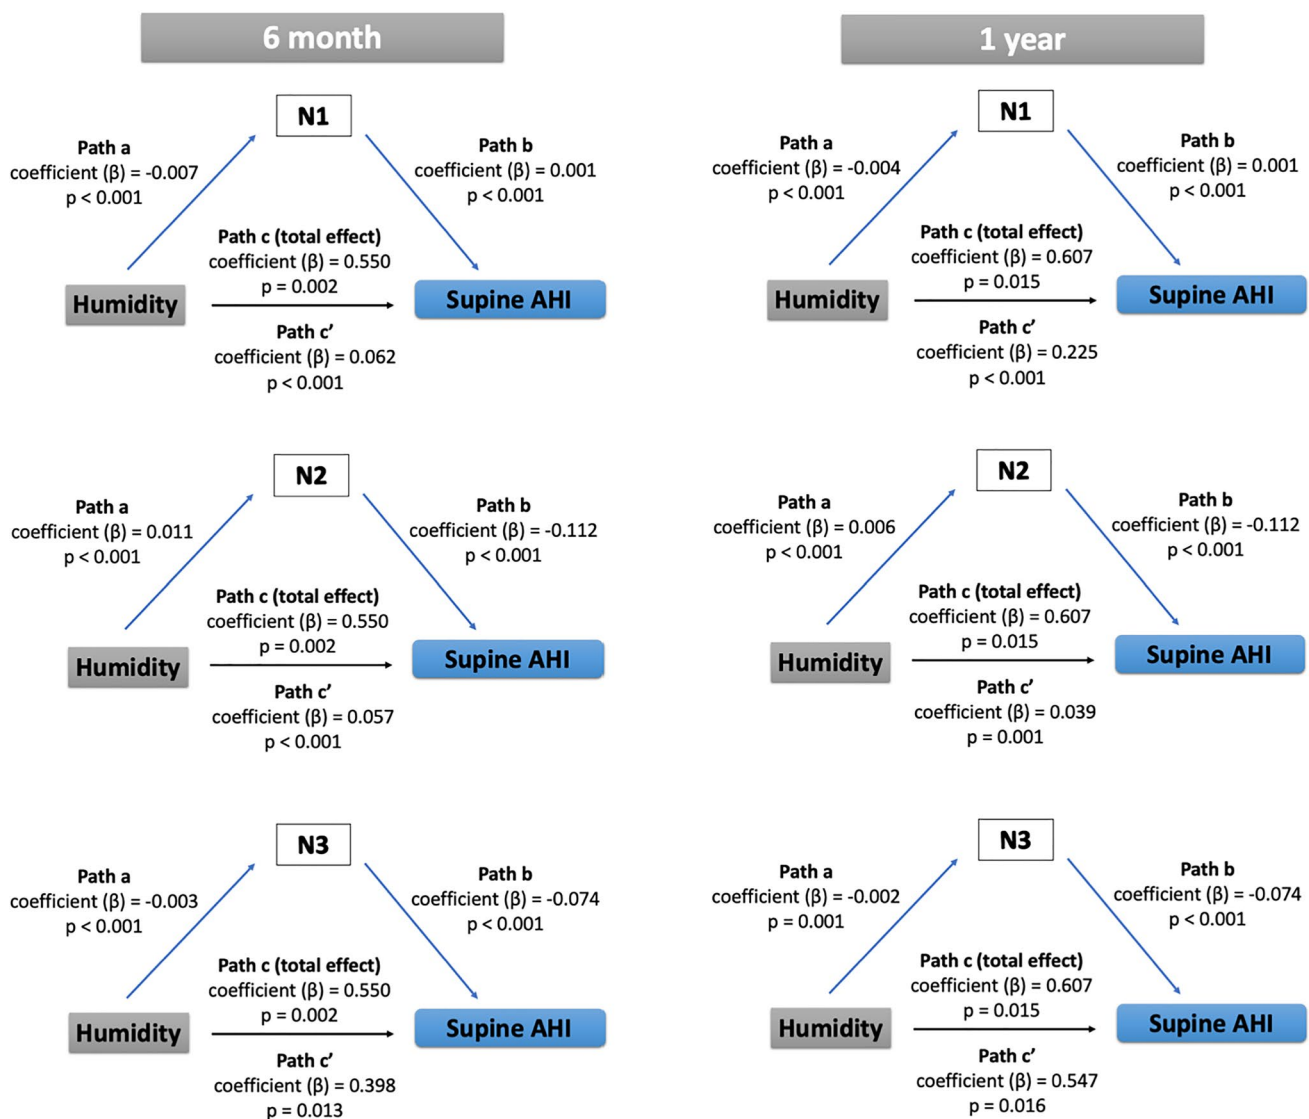 6 month
N1
Path a
coefficient (β) = -0.007
p < 0.001
Path b
coefficient (β) = 0.001
p < 0.001
Path c (total effect)
coefficient (β) = 0.550
p = 0.002
Humidity
Supine AHI
Path c’
coefficient (β) = 0.062
p < 0.001
N2
Path a
coefficient (β) = 0.011
p < 0.001
Path b
coefficient (β) = -0.112
p < 0.001
Path c (total effect)
coefficient (β) = 0.550
p = 0.002
Humidity
Supine AHI
Path c’
coefficient (β) = 0.057
p < 0.001
N3
Path a
coefficient (β) = -0.003
p < 0.001
Path b
coefficient (β) = -0.074
p < 0.001
Path c (total effect)
coefficient (β) = 0.550
p = 0.002
Humidity
Supine AHI
Path c’
coefficient (β) = 0.398
p = 0.013
1 year
N1
Path a
coefficient (β) = -0.004
p < 0.001
Path b
coefficient (β) = 0.001
p < 0.001
Path c (total effect)
coefficient (β) = 0.607
p = 0.015
Humidity
Supine AHI
Path c’
coefficient (β) = 0.225
p < 0.001
N2
Path a
coefficient (β) = 0.006
p < 0.001
Path b
coefficient (β) = -0.112
p < 0.001
Path c (total effect)
coefficient (β) = 0.607
p = 0.015
Humidity
Supine AHI
Path c’
coefficient (β) = 0.039
p = 0.001
N3
Path a
coefficient (β) = -0.002
p = 0.001
Path b
coefficient (β) = -0.074
p < 0.001
Path c (total effect)
coefficient (β) = 0.607
p = 0.015
Humidity
Supine AHI
Path c’
coefficient (β) = 0.547
p = 0.016